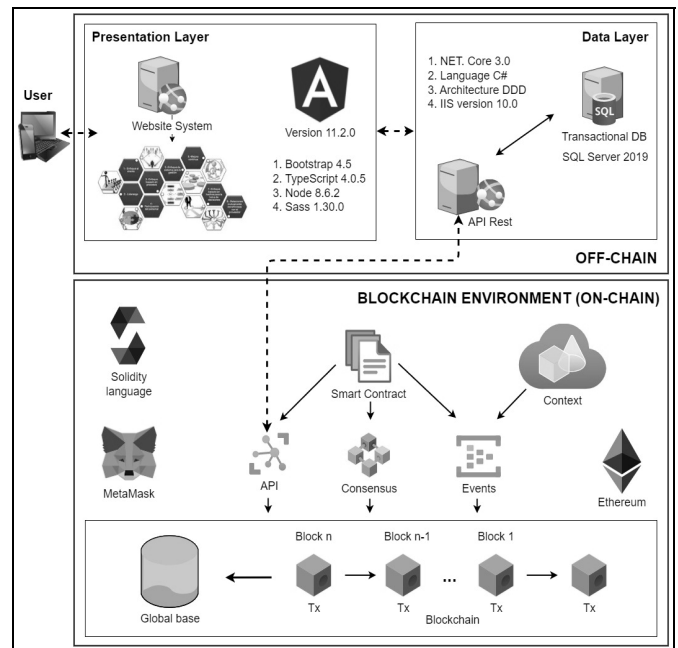 Presentation Layer
Data Layer
User
Website System
Version 11.2.0
1. Bootstrap 4.5
2. TypeScript 4.0.5
3. Node 8.6.2
4. Sass 1.30.0
1. NET. Core 3.0
2. Language C#
3. Architecture DDD
4. IIS version 10.0
SQL
Transactional DB
SQL Server 2019
API Rest
OFF-CHAIN
BLOCKCHAIN ENVIRONMENT (ON-CHAIN)
Solidity
language
Smart Contract
Context
MetaMask
API
Consensus
Events
Ethereum
Block n
Block n-1
Block 1
...
Global base
Tx
Tx
Tx
Tx
Blockchain